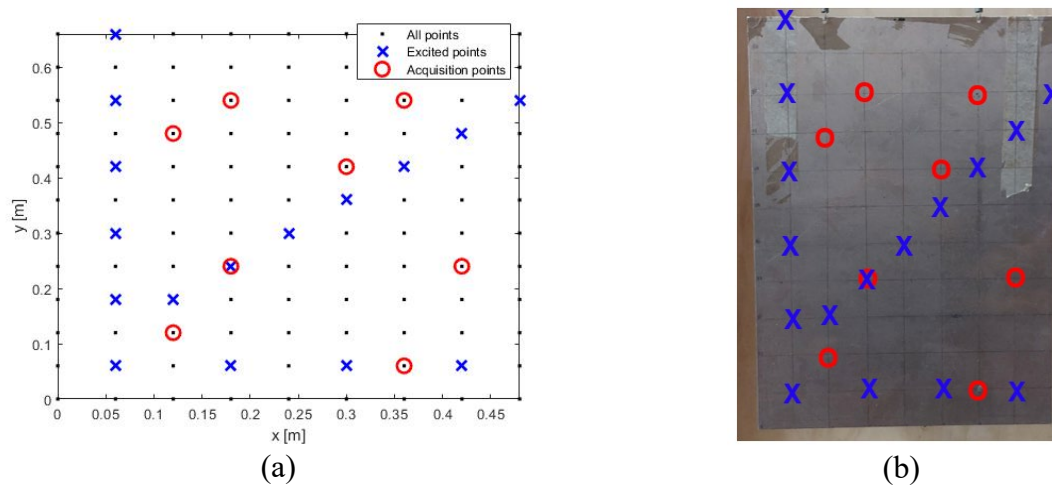 All points
Excited points
Acquisition points
0.6
0.5
0.4
0.3
0.2
0.1
0
y [m]
0 0.05 0.1 0.15 0.2 0.25 0.3 0.35 0.4 0.45
x [m]
X
X O O X
O X
X O X
X
X X
X O
X X
O
X X X O X
(a)
(b)